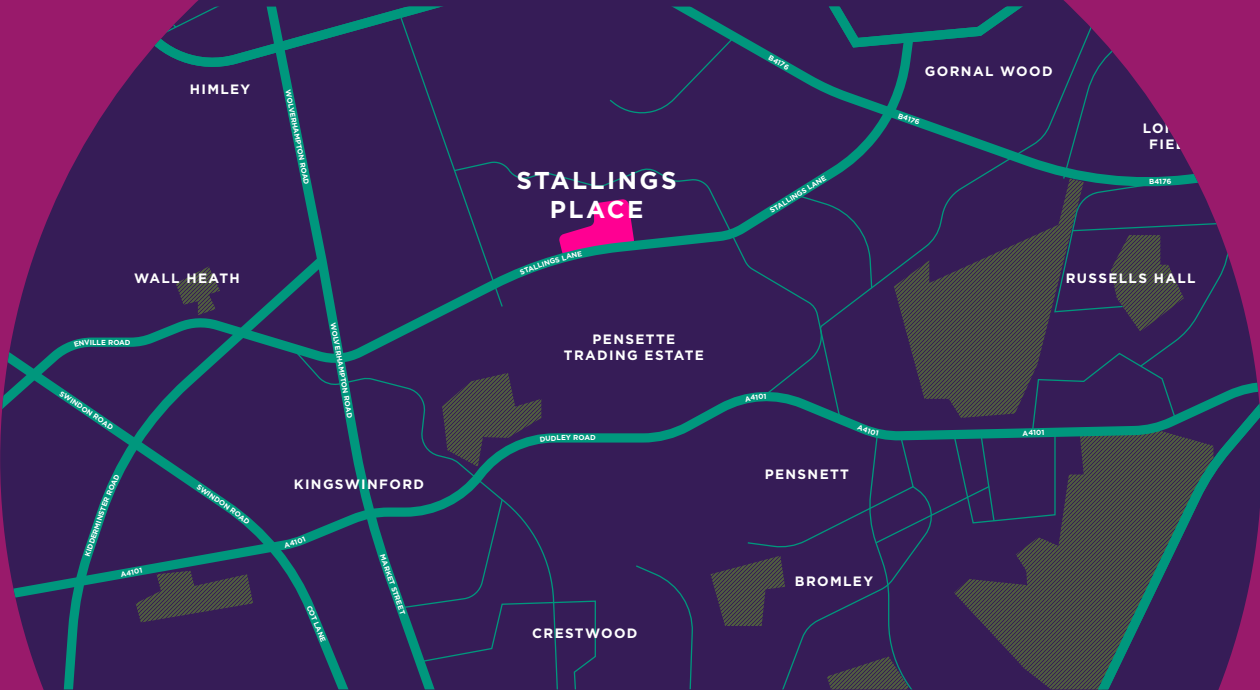 B4176
GORNAL WOOD
HIMLEY
B4176
WOLVERHAMPTON ROAD
B4176
STALLINGS
PLACE
STALLINGS LANE
STALLINGS LANE
WALL HEATH
RUSSELLS HALL
ENVILLE ROAD
PENSETTE
TRADING ESTATE
WOLVERHAMPTON ROAD
SWINDON ROAD
A4101
A4101
A4101
DUDLEY ROAD
PENSNETT
KINGSWINFORD
SWINDON ROAD
KIDDERMINSTER ROAD
A4101
A4101
MARKET STREET
BROMLEY
COT LANE
CRESTWOOD